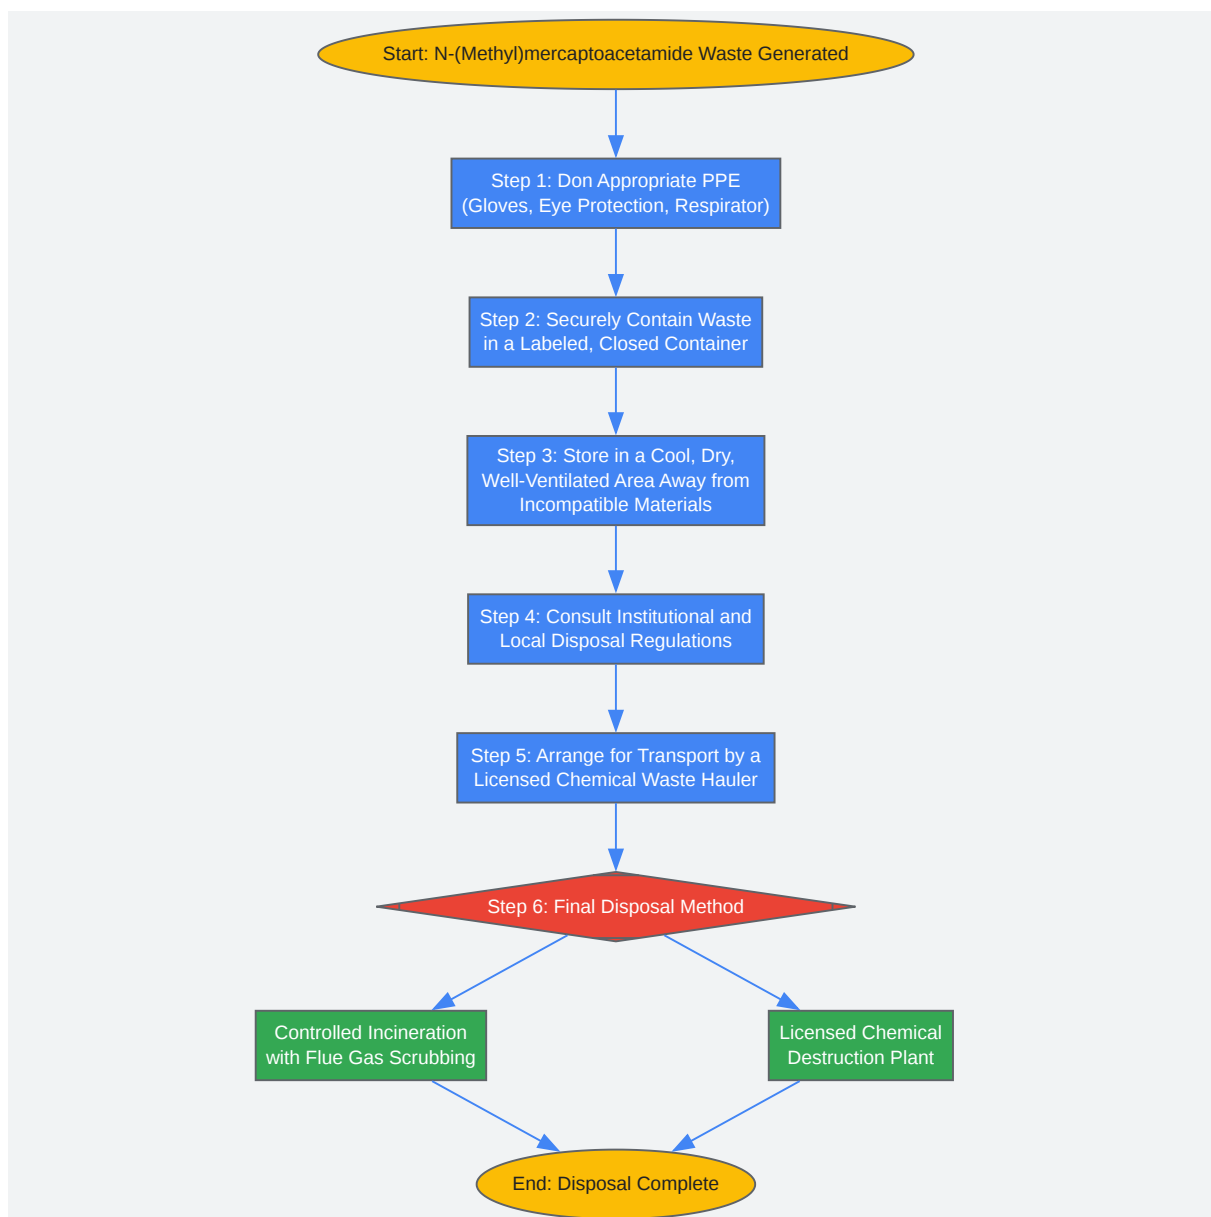 Start: N-(Methyl)mercaptoacetamide Waste Generated
Step 1: Don Appropriate PPE
(Gloves, Eye Protection, Respirator)
Step 2: Securely Contain Waste
in a Labeled, Closed Container
Step 3: Store in a Cool, Dry,
Well-Ventilated Area Away from
Incompatible Materials
Step 4: Consult Institutional and
Local Disposal Regulations
Step 5: Arrange for Transport by a
Licensed Chemical Waste Hauler
Step 6: Final Disposal Method
Controlled Incineration
with Flue Gas Scrubbing
Licensed Chemical
Destruction Plant
End: Disposal Complete